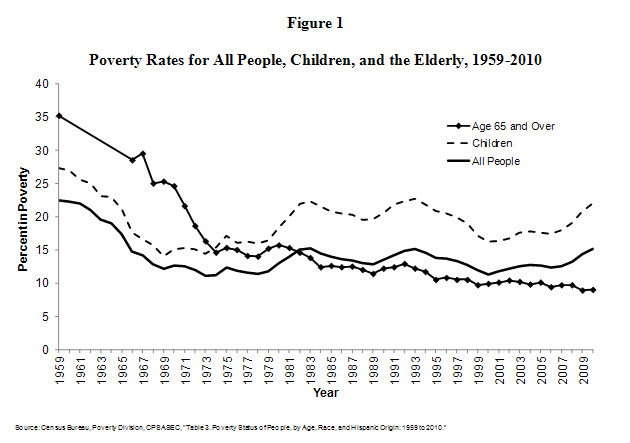 Figure 1
Poverty Rates for All People, Children, and the Elderly, 1959-2010
40
35
30
25
20
15
10
5
0
Percent in Poverty
Age 65 and Over
Children
All People
1959 1961 1963 1965 1967 1969 1971 1973 1975 1977 1979 1981 1983 1985 1987 1989 1991 1993 1995 1997 1999 2001 2003 2005 2007 2009
Year
Source: Census Bureau, Poverty Division, CPS ASEC, "Table 3. Poverty Status of People, by Age, Race, and Hispanic Origin: 1959 to 2010."